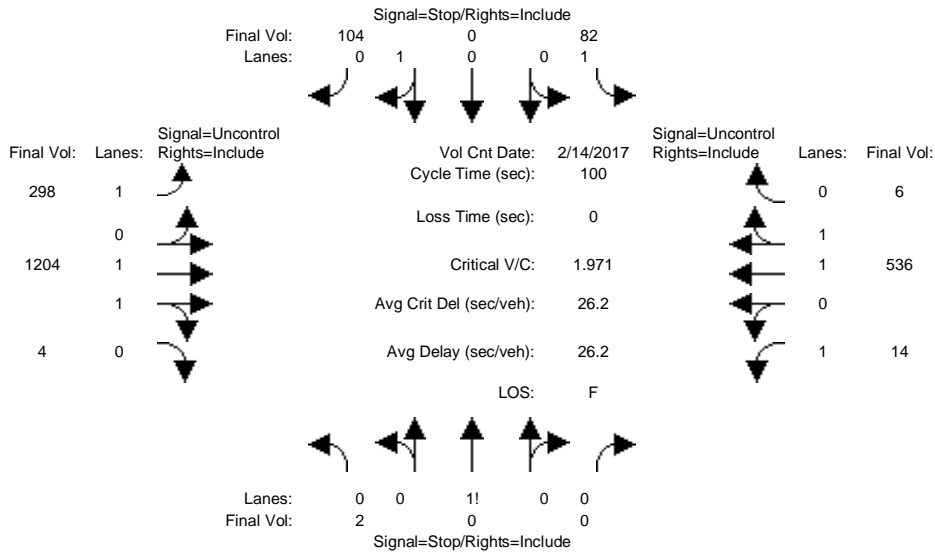 Signal=Stop/Rights=Include
Final Vol: 104 0 82
Lanes: 0 1 0 0 1
Signal=Uncontrol
Final Vol: Lanes: Rights=Include
Vol Cnt Date: 2/14/2017
Signal=Uncontrol
Rights=Include Lanes: Final Vol:
Cycle Time (sec): 100
298 1
0 6
Loss Time (sec): 0
0
1
1204 1
Critical V/C: 1.971
1 536
1
Avg Crit Del (sec/veh): 26.2
0
4 0
Avg Delay (sec/veh): 26.2
1 14
LOS: F
Lanes: 0 0 1! 0 0
Final Vol: 2 0 0
Signal=Stop/Rights=Include